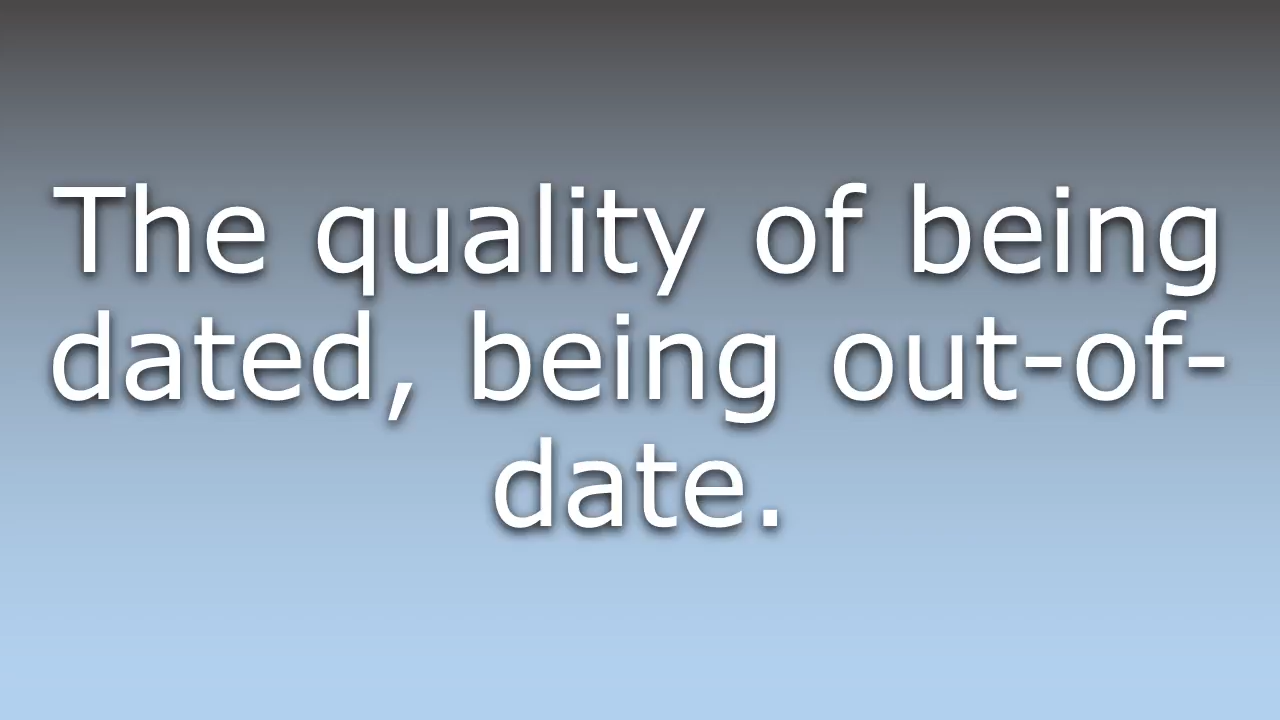 The quality of being
dated, being out-of-
date.